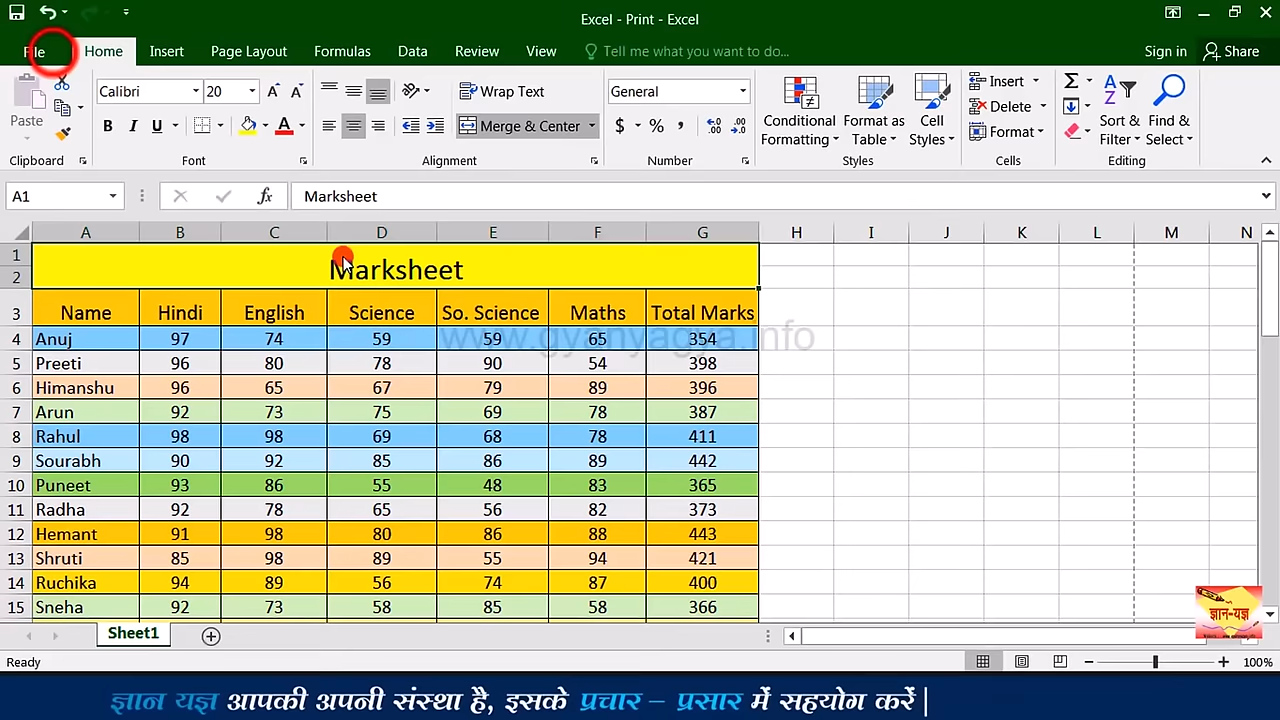 Excel - Print - Excel
File Home Insert Page Layout Formulas Data Review View Tell me what you want to do... Sign in Share
Paste
Calibri 20
B I U
Wrap Text
Merge & Center
General
$ % ,
Conditional Formatting
Format as Table
Cell Styles
Insert
Delete
Format
Sort & Filter
Find & Select
Clipboard Font Alignment Number Styles Cells Editing
A1 fx Marksheet
A B C D E F G H I J K L M N
1 Marksheet
2
3 Name Hindi English Science So. Science Maths Total Marks
4 Anuj 97 74 59 59 65 354
www.gyanyagya.info
5 Preeti 96 80 78 90 54 398
6 Himanshu 96 65 67 79 89 396
7 Arun 92 73 75 69 78 387
8 Rahul 98 98 69 68 78 411
9 Sourabh 90 92 85 86 89 442
10 Puneet 93 86 55 48 83 365
11 Radha 92 78 65 56 82 373
12 Hemant 91 98 80 86 88 443
13 Shruti 85 98 89 55 94 421
14 Ruchika 94 89 56 74 87 400
15 Sneha 92 73 58 85 58 366
ज्ञान-यज्ञ
Sheet1
Ready 100%
ज्ञान यज्ञ आपकी अपनी संस्था है, इसके प्रचार – प्रसार में सहयोग करें |